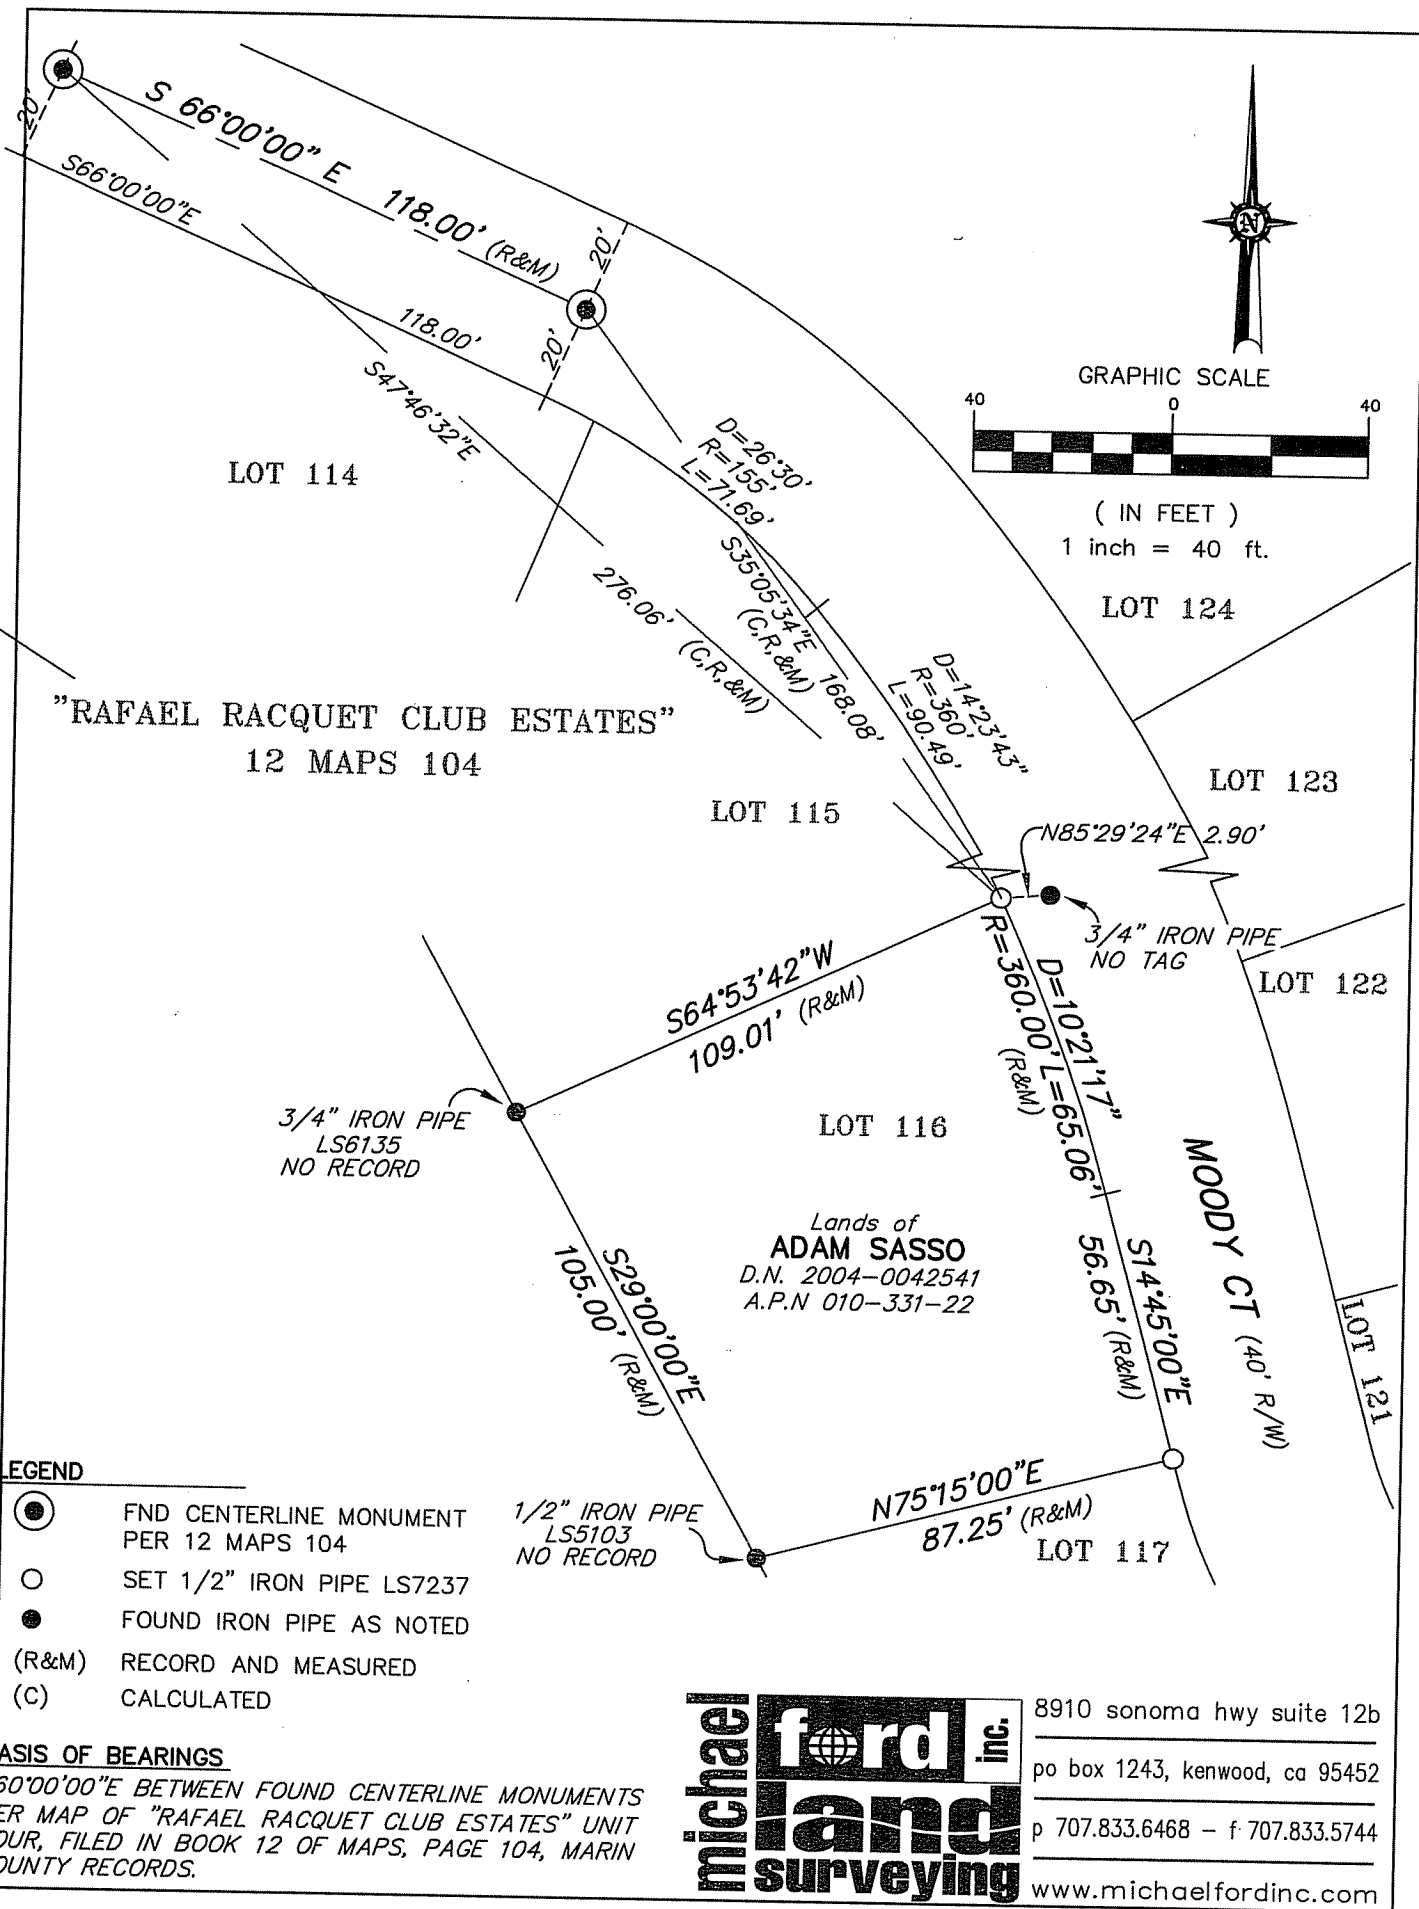 20'
S 66°00'00" E 118.00' (R&M)
S66°00'00"E
118.00'
20'
20'
S47°46'32"E
276.06' (C,R,&M)
D=26°30'
R=155'
L=71.69'
S35°05'34"E
(C,R,&M)
168.08'
D=14°23'43"
R=360'
L=90.49'
N
GRAPHIC SCALE
40 0 40
( IN FEET )
1 inch = 40 ft.
LOT 114
LOT 124
"RAFAEL RACQUET CLUB ESTATES"
12 MAPS 104
LOT 115
LOT 123
N85°29'24"E 2.90'
3/4" IRON PIPE
NO TAG
LOT 122
S64°53'42"W
109.01' (R&M)
D=10°21'17"
R=360.00' L=65.06'
(R&M)
3/4" IRON PIPE
LS6135
NO RECORD
LOT 116
Lands of
ADAM SASSO
D.N. 2004-0042541
A.P.N 010-331-22
S29°00'00"E
105.00' (R&M)
S14°45'00"E
56.65' (R&M)
MOODY CT (40' R/W)
LOT 121
N75°15'00"E
87.25' (R&M)
LOT 117
1/2" IRON PIPE
LS5103
NO RECORD
LEGEND
FND CENTERLINE MONUMENT
PER 12 MAPS 104
SET 1/2" IRON PIPE LS7237
FOUND IRON PIPE AS NOTED
(R&M) RECORD AND MEASURED
(C) CALCULATED
ASIS OF BEARINGS
60°00'00"E BETWEEN FOUND CENTERLINE MONUMENTS
ER MAP OF "RAFAEL RACQUET CLUB ESTATES" UNIT
OUR, FILED IN BOOK 12 OF MAPS, PAGE 104, MARIN
OUNTY RECORDS.
michael
ford inc.
land
surveying
8910 sonoma hwy suite 12b
po box 1243, kenwood, ca 95452
p 707.833.6468 - f 707.833.5744
www.michaelfordinc.com